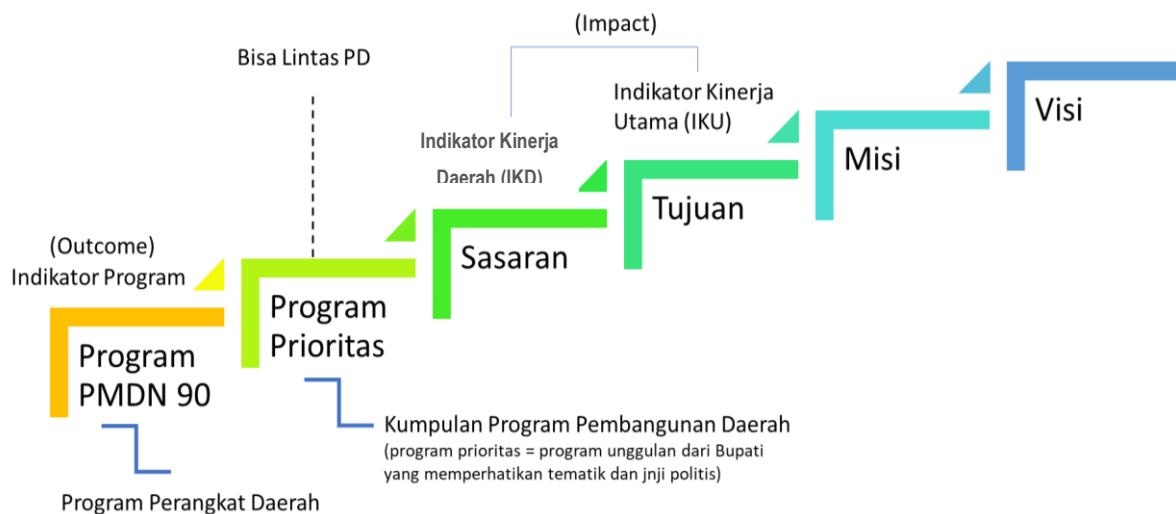 (Impact)
Bisa Lintas PD
Indikator Kinerja
Utama (IKU)
Visi
Indikator Kinerja
Daerah (IKD)
Misi
Tujuan
(Outcome)
Indikator Program
Sasaran
Program
Prioritas
Program
PMDN 90
Kumpulan Program Pembangunan Daerah
(program prioritas = program unggulan dari Bupati
yang memperhatikan tematik dan jnji politis)
Program Perangkat Daerah